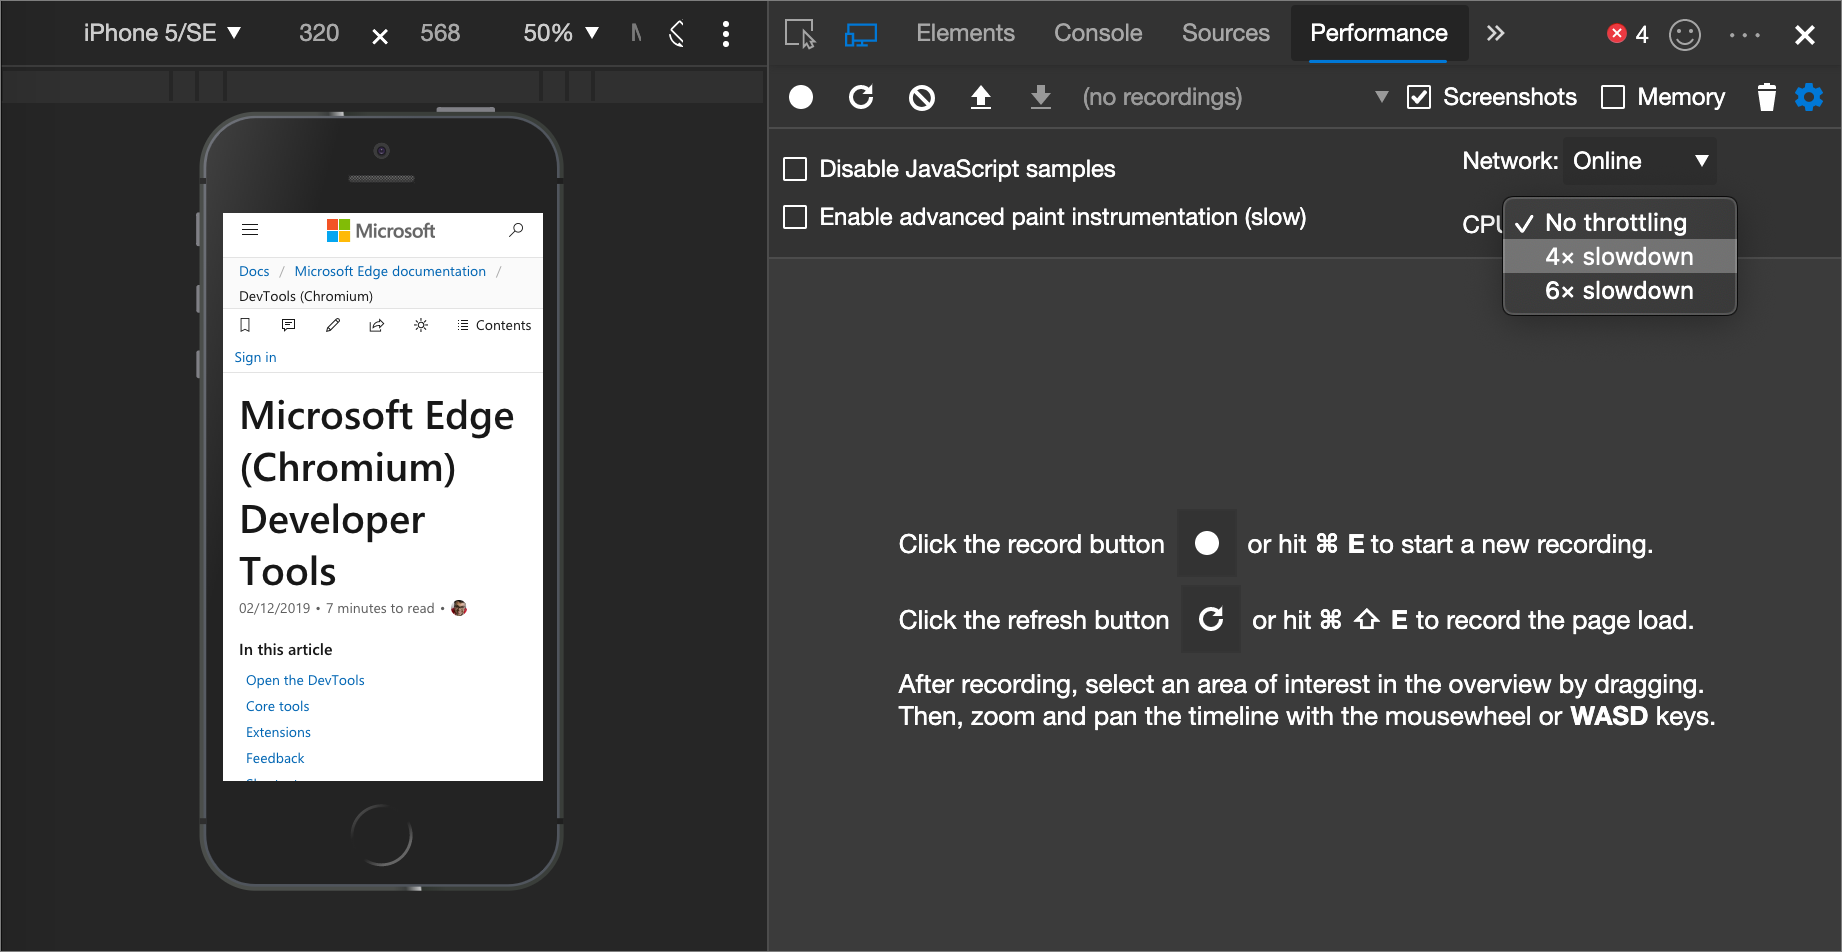 iPhone 5/SE 320 × 568 50%
Elements Console Sources Performance 4
(no recordings) Screenshots Memory
Disable JavaScript samples
Network: Online
Enable advanced paint instrumentation (slow)
CPU
No throttling
4× slowdown
6× slowdown
Microsoft
Docs / Microsoft Edge documentation /
DevTools (Chromium)
Contents
Sign in
Microsoft Edge
(Chromium)
Developer
Tools
02/12/2019 • 7 minutes to read •
In this article
Open the DevTools
Core tools
Extensions
Feedback
Click the record button or hit ⌘ E to start a new recording.
Click the refresh button or hit ⌘ ⇧ E to record the page load.
After recording, select an area of interest in the overview by dragging.
Then, zoom and pan the timeline with the mousewheel or WASD keys.